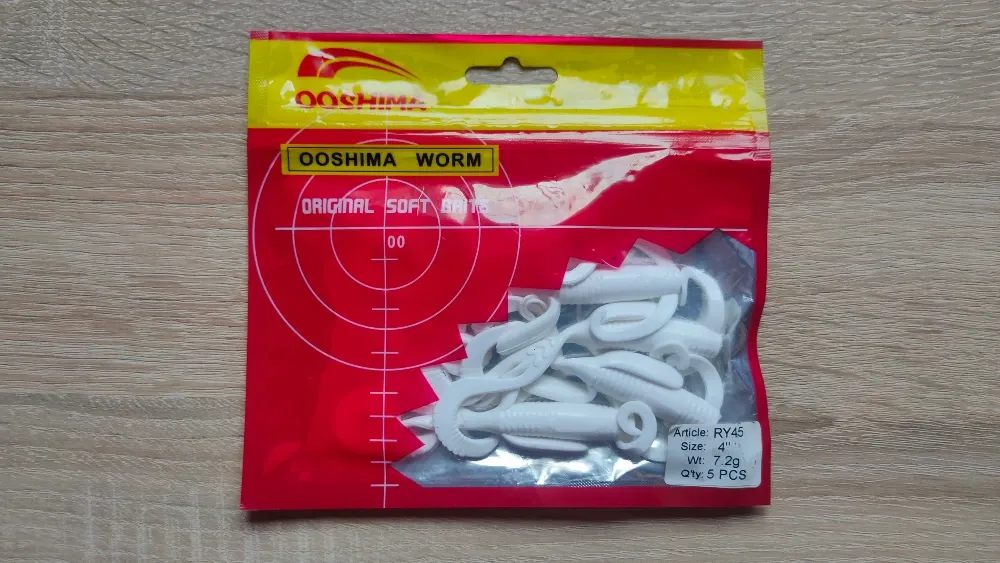 OOSHIMA
OOSHIMA WORM
ORIGINAL SOFT BAITS
00
Article: RY45
Size: 4"
Wt: 7.2g
Q'ty: 5 PCS